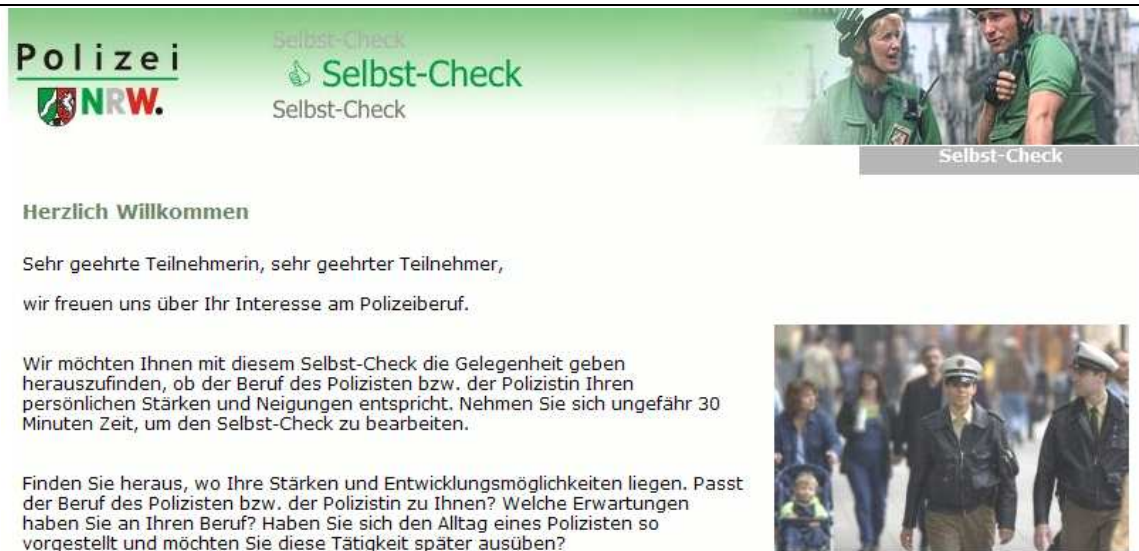 Polizei
NRW.
Selbst-Check
Selbst-Check
Selbst-Check
Selbst-Check
Herzlich Willkommen
Sehr geehrte Teilnehmerin, sehr geehrter Teilnehmer,
wir freuen uns über Ihr Interesse am Polizeiberuf.
Wir möchten Ihnen mit diesem Selbst-Check die Gelegenheit geben
herauszufinden, ob der Beruf des Polizisten bzw. der Polizistin Ihren
persönlichen Stärken und Neigungen entspricht. Nehmen Sie sich ungefähr 30
Minuten Zeit, um den Selbst-Check zu bearbeiten.
Finden Sie heraus, wo Ihre Stärken und Entwicklungsmöglichkeiten liegen. Passt
der Beruf des Polizisten bzw. der Polizistin zu Ihnen? Welche Erwartungen
haben Sie an Ihren Beruf? Haben Sie sich den Alltag eines Polizisten so
vorgestellt und möchten Sie diese Tätigkeit später ausüben?